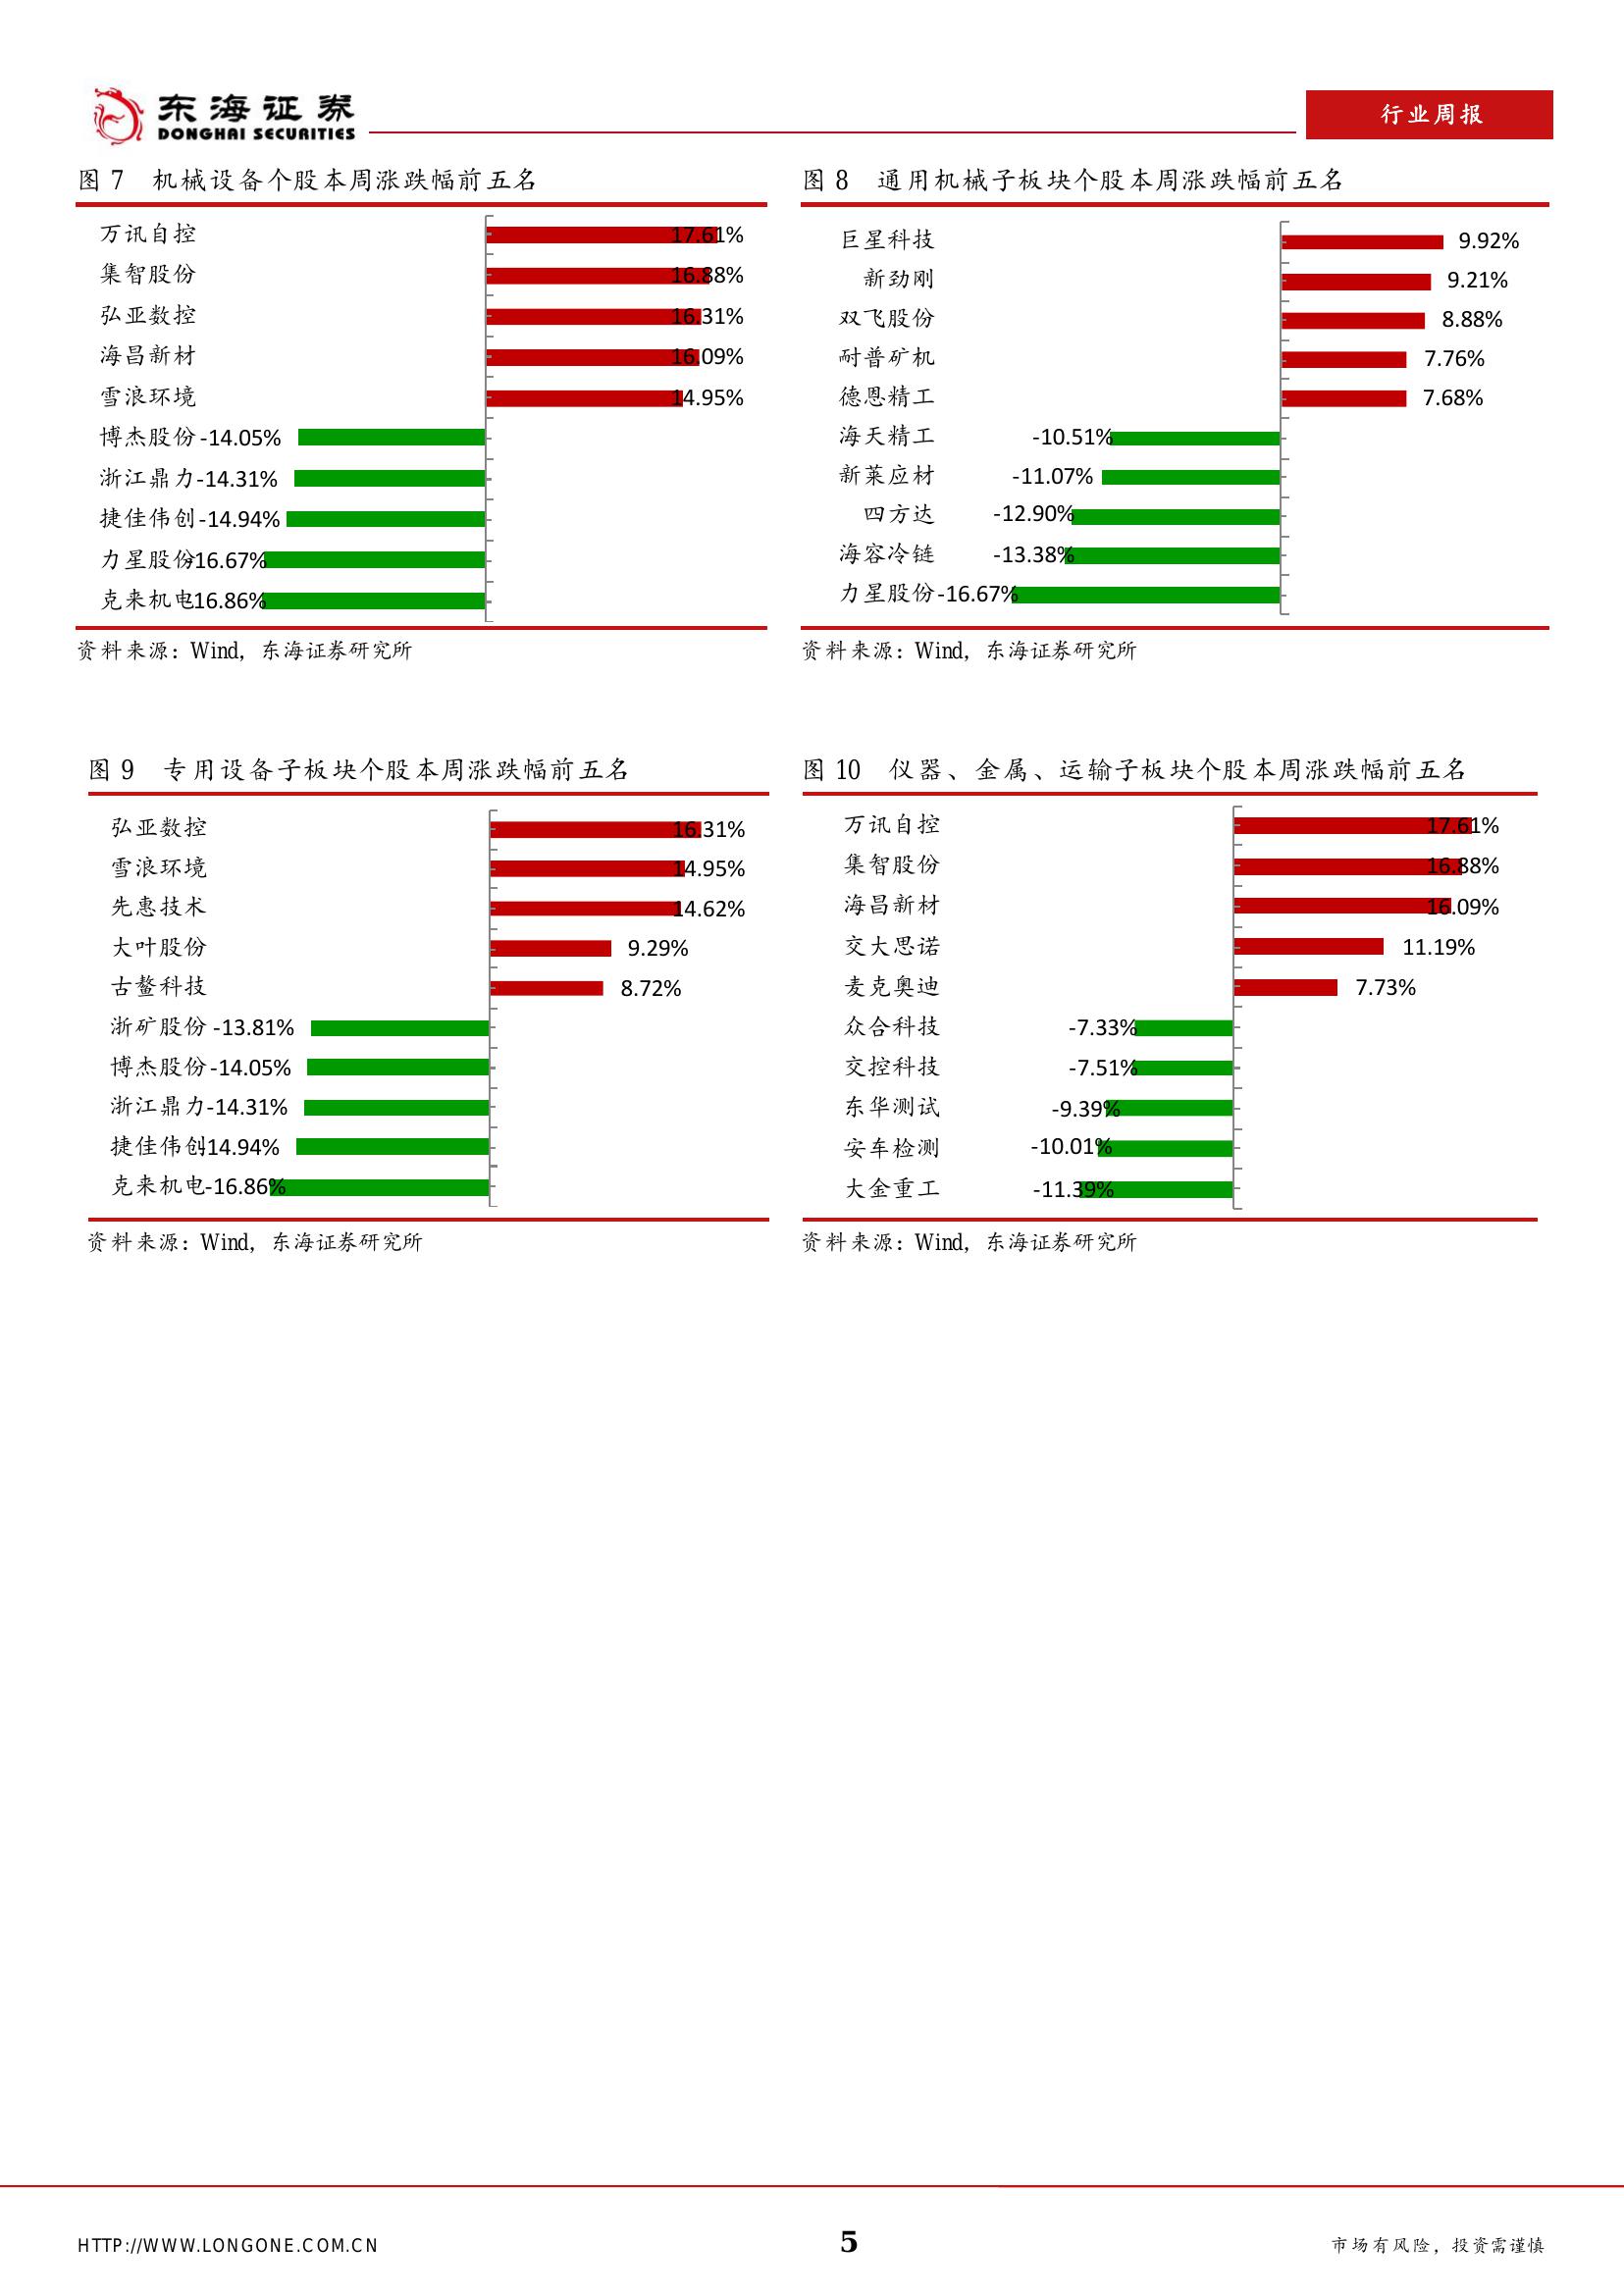 东海证券
DONGHAI SECURITIES
行业周报
图 7 机械设备个股本周涨跌幅前五名
万讯自控 17.61%
集智股份 16.88%
弘亚数控 16.31%
海昌新材 16.09%
雪浪环境 14.95%
博杰股份 -14.05%
浙江鼎力 -14.31%
捷佳伟创 -14.94%
力星股份 -16.67%
克来机电 -16.86%
资料来源：Wind，东海证券研究所
图 8 通用机械子板块个股本周涨跌幅前五名
巨星科技 9.92%
新劲刚 9.21%
双飞股份 8.88%
耐普矿机 7.76%
德恩精工 7.68%
海天精工 -10.51%
新莱应材 -11.07%
四方达 -12.90%
海容冷链 -13.38%
力星股份 -16.67%
资料来源：Wind，东海证券研究所
图 9 专用设备子板块个股本周涨跌幅前五名
弘亚数控 16.31%
雪浪环境 14.95%
先惠技术 14.62%
大叶股份 9.29%
古鳌科技 8.72%
浙矿股份 -13.81%
博杰股份 -14.05%
浙江鼎力 -14.31%
捷佳伟创 -14.94%
克来机电 -16.86%
资料来源：Wind，东海证券研究所
图 10 仪器、金属、运输子板块个股本周涨跌幅前五名
万讯自控 17.61%
集智股份 16.88%
海昌新材 16.09%
交大思诺 11.19%
麦克奥迪 7.73%
众合科技 -7.33%
交控科技 -7.51%
东华测试 -9.39%
安车检测 -10.01%
大金重工 -11.39%
资料来源：Wind，东海证券研究所
HTTP://WWW.LONGONE.COM.CN
5
市场有风险，投资需谨慎